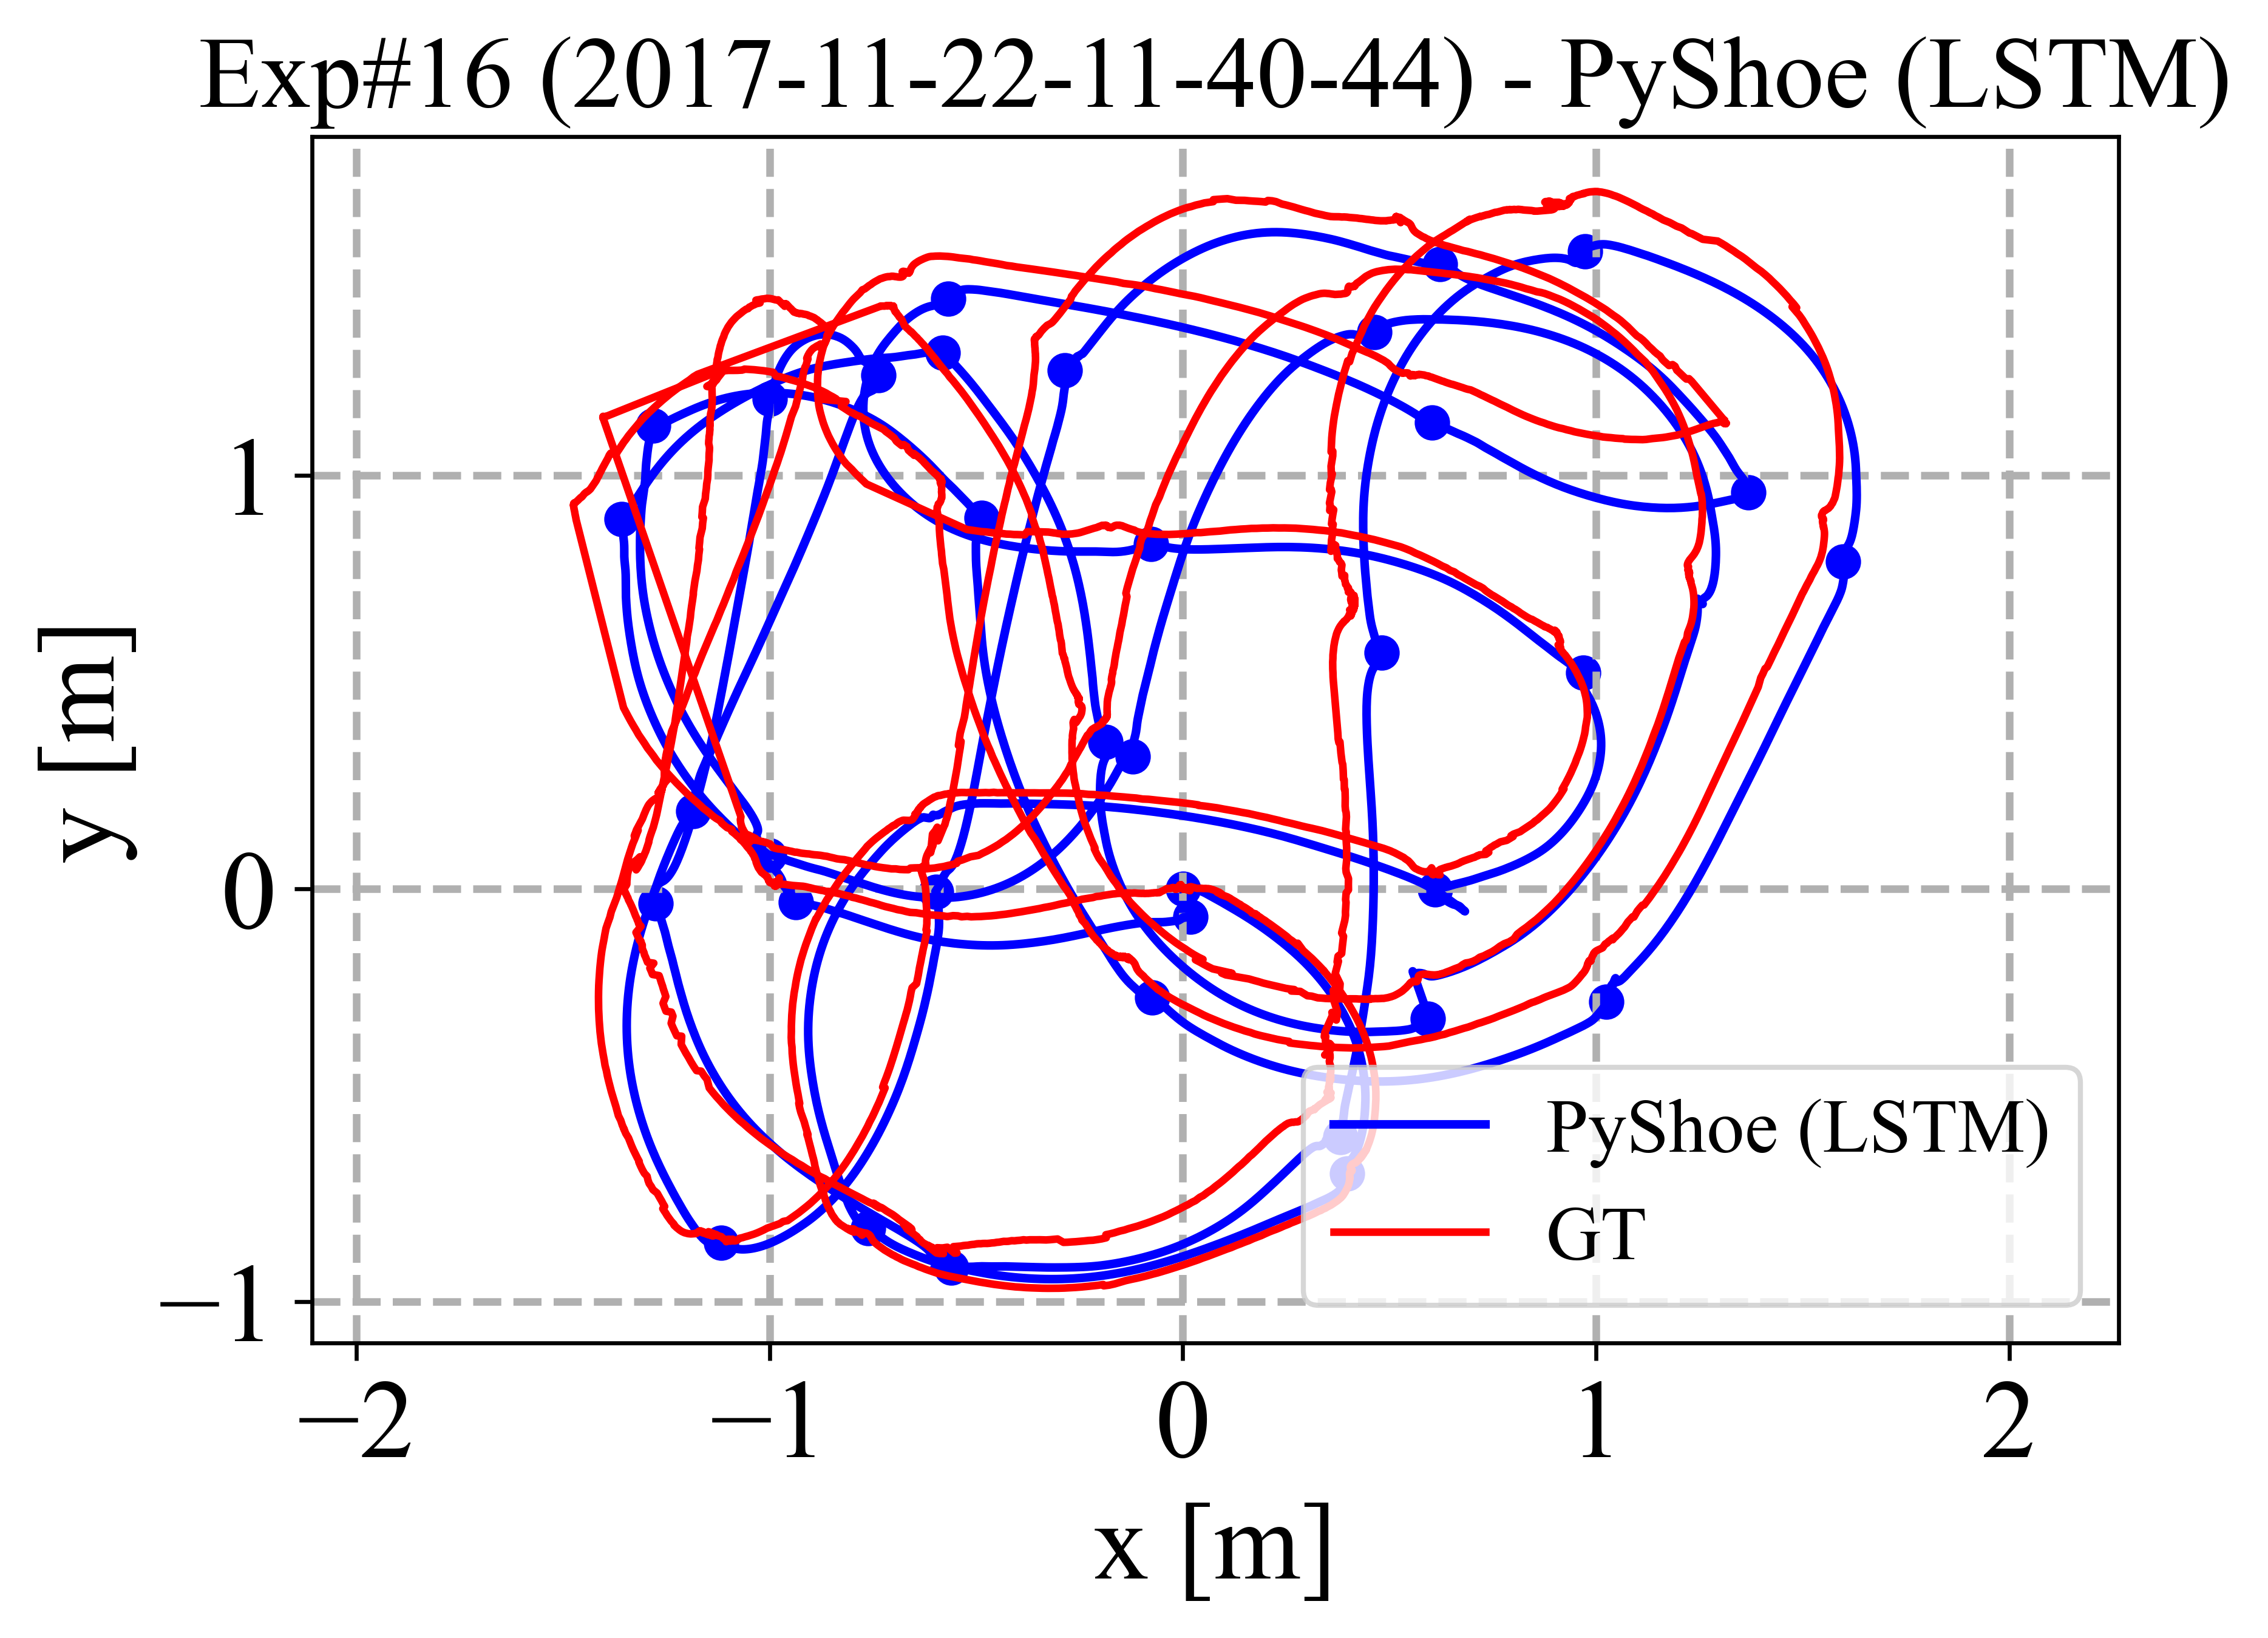 Exp#16 (2017-11-22-11-40-44) - PyShoe (LSTM)
y [m]
1
0
−1
PyShoe (LSTM)
GT
−2
−1
0
1
2
x [m]